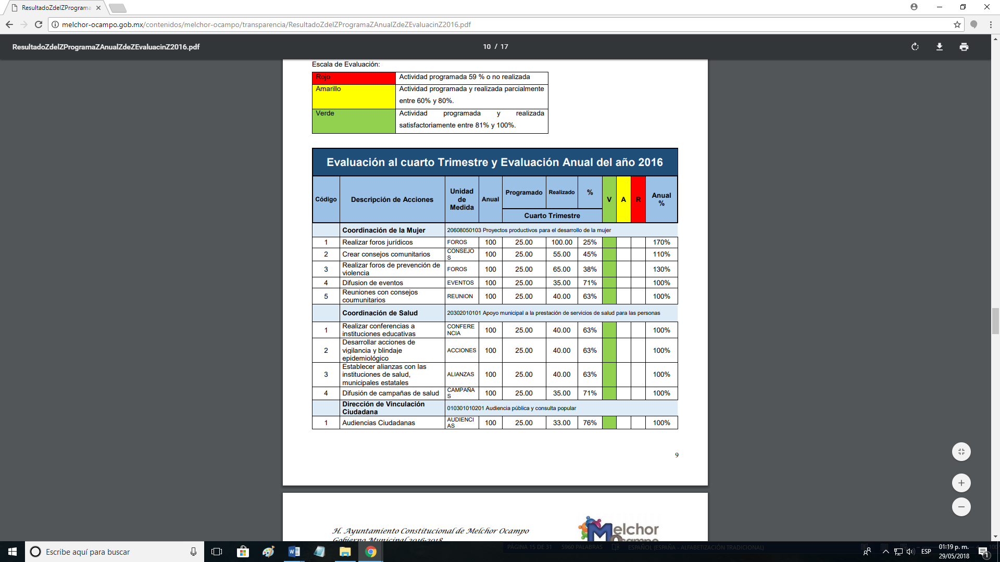 ResultadoZdelZPrograma
melchor-ocampo.gob.mx/contenidos/melchor-ocampo/transparencia/ResultadoZdelZProgramaZAnualZdeZEvaluacinZ2016.pdf
ResultadoZdelZProgramaZAnualZdeZEvaluacinZ2016.pdf
10 / 17
Escala de Evaluación:
Rojo Actividad programada 59 % o no realizada
Amarillo Actividad programada y realizada parcialmente
entre 60% y 80%.
Verde Actividad programada y realizada
satisfactoriamente entre 81% y 100%.
Evaluación al cuarto Trimestre y Evaluación Anual del año 2016
Código Descripción de Acciones Unidad de Medida Anual Programado Realizado % V A R Anual %
Cuarto Trimestre
Coordinación de la Mujer 20608050103 Proyectos productivos para el desarrollo de la mujer
1 Realizar foros jurídicos FOROS 100 25.00 100.00 25% 170%
2 Crear consejos comunitarios CONSEJO
S 100 25.00 55.00 45% 110%
3 Realizar foros de prevención de
violencia FOROS 100 25.00 65.00 38% 130%
4 Difusion de eventos EVENTOS 100 25.00 35.00 71% 100%
5 Reuniones con consejos
coumunitarios REUNION 100 25.00 40.00 63% 100%
Coordinación de Salud 20302010101 Apoyo municipal a la prestación de servicios de salud para las personas
1 Realizar conferencias a
instituciones educativas CONFERE
NCIA 100 25.00 40.00 63% 100%
2 Desarrollar acciones de
vigilancia y blindaje
epidemiológico ACCIONES 100 25.00 40.00 63% 100%
3 Establecer alianzas con las
instituciones de salud,
municipales estatales ALIANZAS 100 25.00 40.00 63% 100%
4 Difusión de campañas de salud CAMPAÑA
S 100 25.00 35.00 71% 100%
Dirección de Vinculación
Ciudadana 010301010201 Audiencia pública y consulta popular
1 Audiencias Ciudadanas AUDIENCI
AS 100 25.00 33.00 76% 100%
9
H. Ayuntamiento Constitucional de Melchor Ocampo
Gobierno Municipal 2016-2018
Melchor
Ocampo
Escribe aquí para buscar
PÁGINA 15 DE 31 5960 PALABRAS ESPAÑOL (ESPAÑA - ALFABETIZACIÓN TRADICIONAL)
ESP
01:19 p. m.
29/05/2018
1